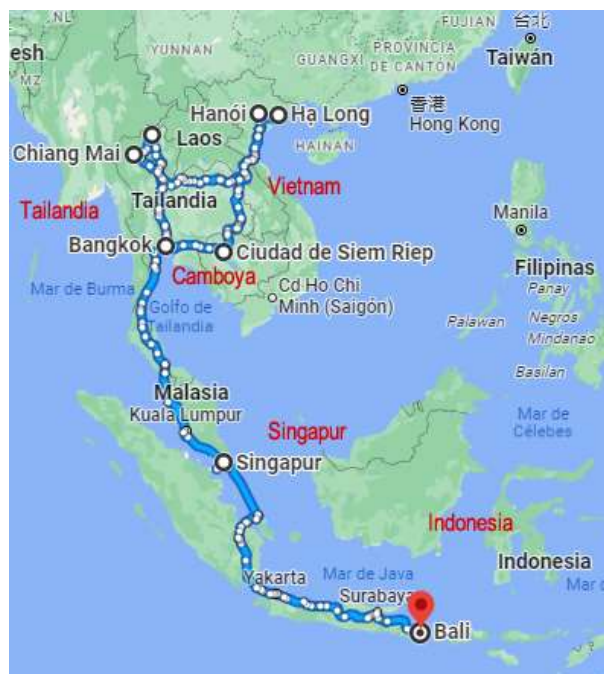 NL
FUJIAN
台北
esh
YUNNAN
PROVINCIA
DE CANTÓN
GUANGXI
Taiwán
MZ
香港
Hong Kong
Hanói
Hạ Long
Laos
HAINAN
Chiang Mai
Vietnam
Tailandia
Tailandia
Manila
Bangkok
Ciudad de Siem Riep
Camboya
Filipinas
Mar de Burma
Cd Ho Chi
Minh (Saigón)
Panay
Golfo de
Tailandia
Palawan
Negros
Mindanao
Basilan
Malasia
Kuala Lumpur
Mar de
Célebes
Singapur
Singapur
Indonesia
Indonesia
Yakarta
Mar de Java
Surabaya
Mar d
Bali